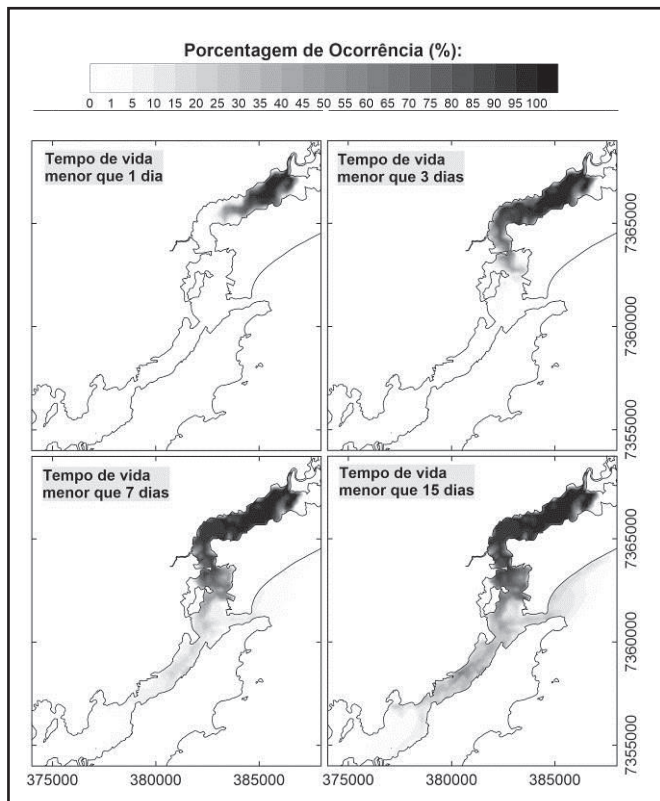 Porcentagem de Ocorrência (%):
0 1 5 10 15 20 25 30 35 40 45 50 55 60 65 70 75 80 85 90 95 100
Tempo de vida
menor que 1 dia
Tempo de vida
menor que 3 dias
7365000
7360000
7355000
Tempo de vida
menor que 7 dias
Tempo de vida
menor que 15 dias
7365000
7360000
7355000
375000 380000 385000
375000 380000 385000